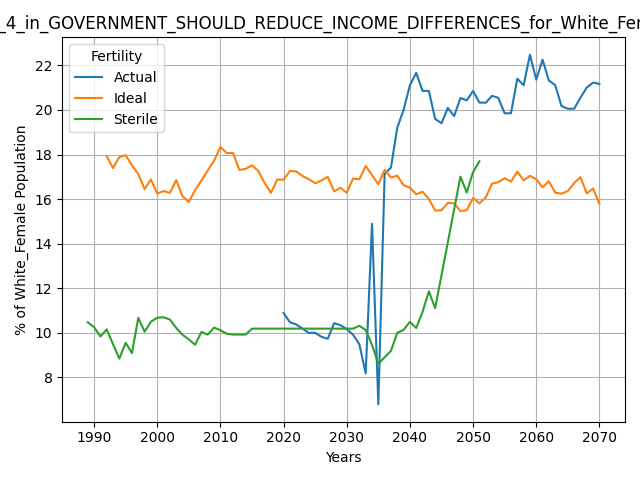 _4_in_GOVERNMENT_SHOULD_REDUCE_INCOME_DIFFERENCES_for_White_Fe
Fertility
Actual
Ideal
Sterile
% of White_Female Population
22
20
18
16
14
12
10
8
1990 2000 2010 2020 2030 2040 2050 2060 2070
Years